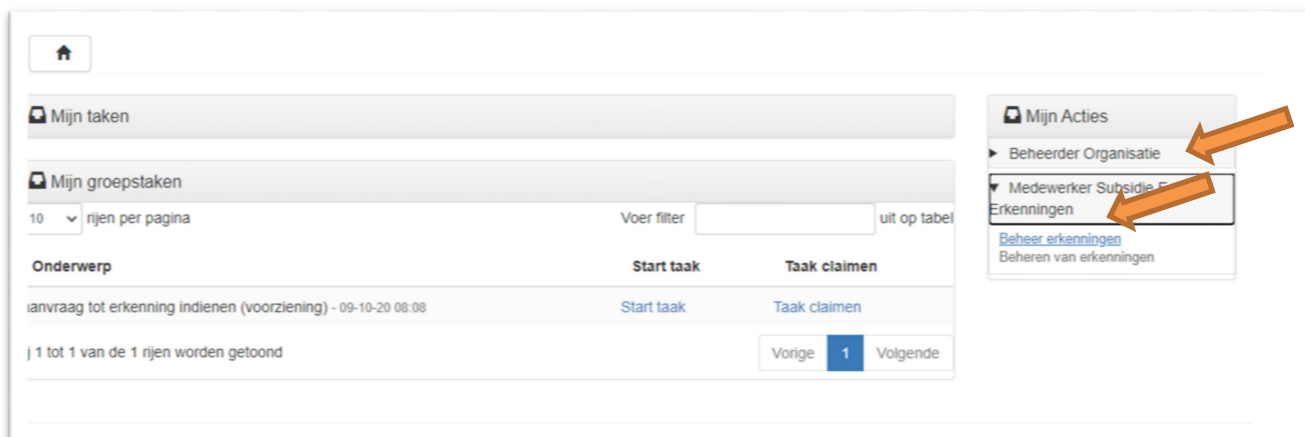 Mijn taken
Mijn groepstaken
10 rijen per pagina Voer filter uit op tabel
Onderwerp Start taak Taak claimen
aanvraag tot erkenning indienen (voorziening) - 09-10-20 08:08 Start taak Taak claimen
j 1 tot 1 van de 1 rijen worden getoond Vorige 1 Volgende
Mijn Acties
Beheerder Organisatie
Medewerker Subsidie
Erkenningen
Beheer erkenningen
Beheren van erkenningen